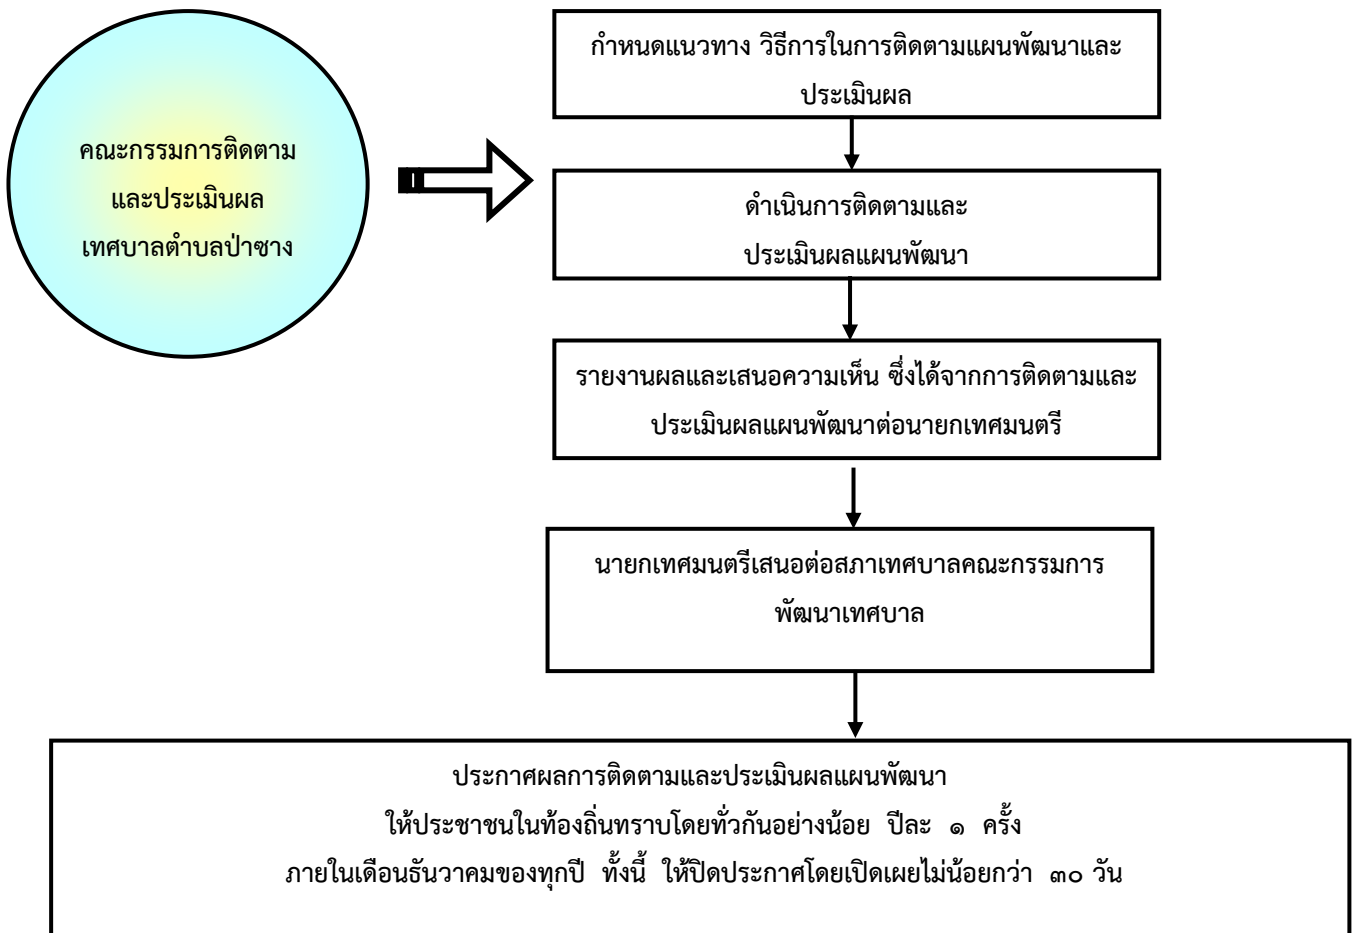 คณะกรรมการติดตาม
และประเมินผล
เทศบาลตำบลป่าซาง
กำหนดแนวทาง วิธีการในการติดตามแผนพัฒนาและ
ประเมินผล
ดำเนินการติดตามและ
ประเมินผลแผนพัฒนา
รายงานผลและเสนอความเห็น ซึ่งได้จากการติดตามและ
ประเมินผลแผนพัฒนาต่อนายกเทศมนตรี
นายกเทศมนตรีเสนอต่อสภาเทศบาลคณะกรรมการ
พัฒนาเทศบาล
ประกาศผลการติดตามและประเมินผลแผนพัฒนา
ให้ประชาชนในท้องถิ่นทราบโดยทั่วกันอย่างน้อย ปีละ ๑ ครั้ง
ภายในเดือนธันวาคมของทุกปี ทั้งนี้ ให้ปิดประกาศโดยเปิดเผยไม่น้อยกว่า ๓๐ วัน